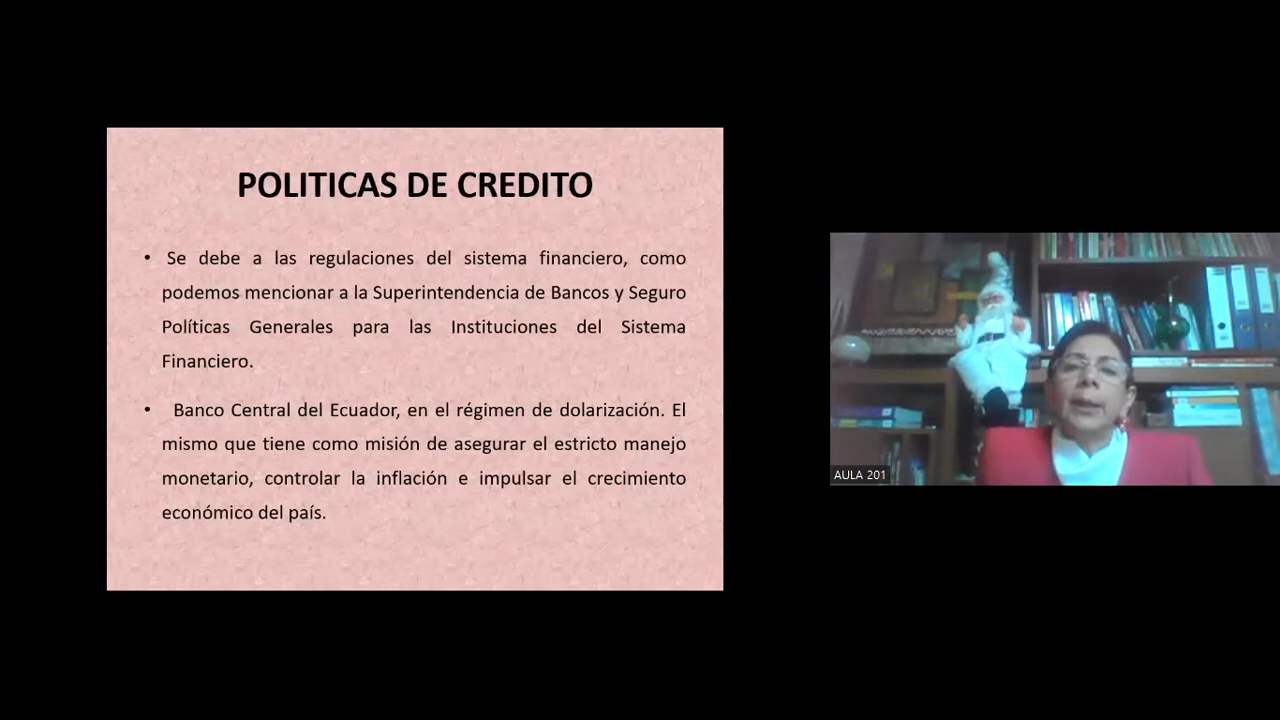 POLITICAS DE CREDITO
• Se debe a las regulaciones del sistema financiero, como
podemos mencionar a la Superintendencia de Bancos y Seguro
Políticas Generales para las Instituciones del Sistema
Financiero.
• Banco Central del Ecuador, en el régimen de dolarización. El
mismo que tiene como misión de asegurar el estricto manejo
monetario, controlar la inflación e impulsar el crecimiento
económico del país.
AULA 201